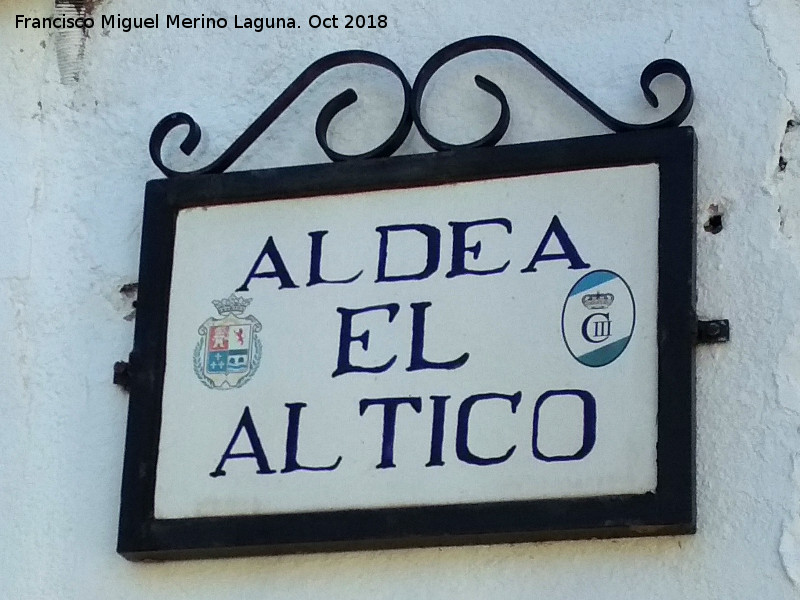 Francisco Miguel Merino Laguna. Oct 2018
ALDEA
EL
ALTICO
CIII